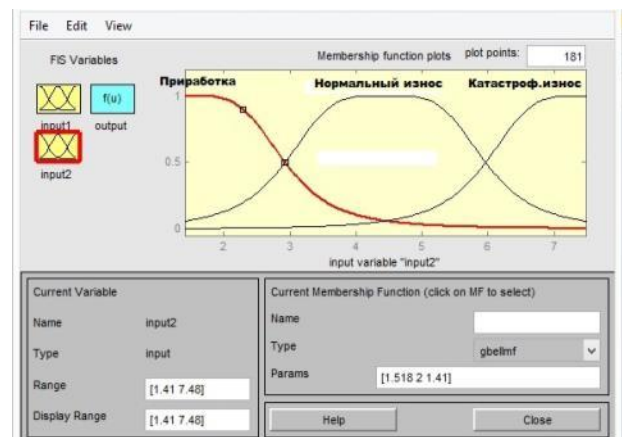 File Edit View
FIS Variables
Membership function plots plot points: 181
f(u)
input1 output
input2
Приработка Нормальный износ Катастроф.износ
1
0.5
0
2 3 4 5 6 7
input variable "input2"
Current Variable
Name input2
Type input
Range [1.41 7.48]
Display Range [1.41 7.48]
Current Membership Function (click on MF to select)
Name
Type gbellmf
Params [1.518 2 1.41]
Help Close